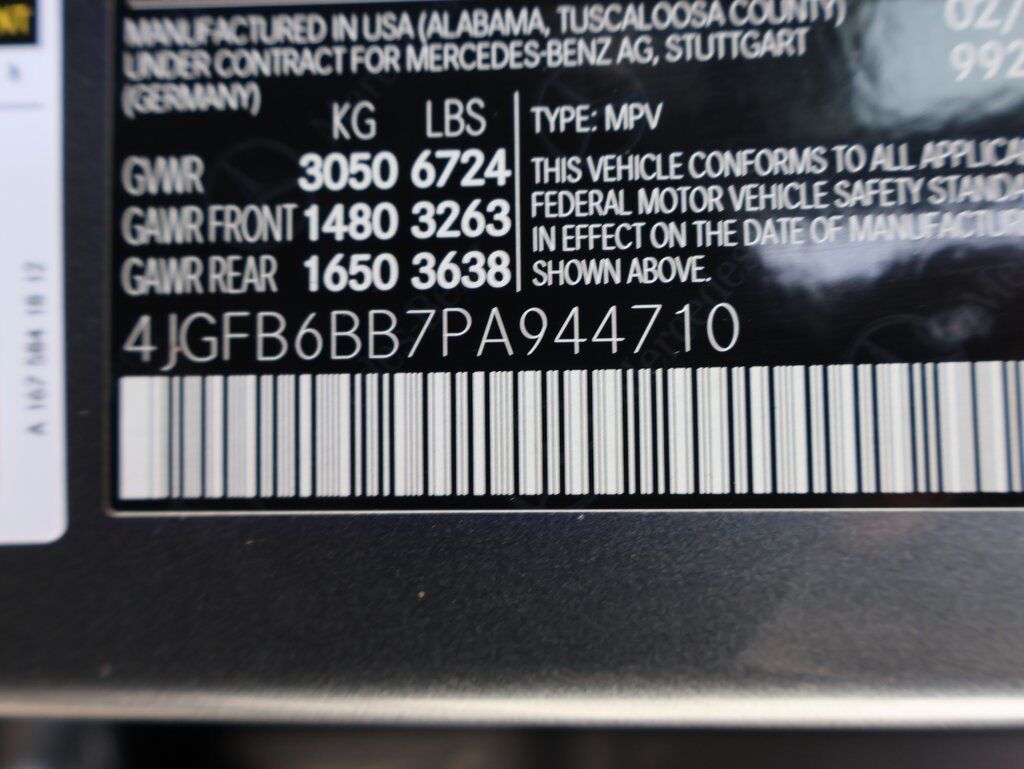 MANUFACTURED IN USA (ALABAMA, TUSCALOOSA COUNTY)
02/
UNDER CONTRACT FOR MERCEDES-BENZ AG, STUTTGART
992
(GERMANY)
KG LBS
TYPE: MPV
GVWR 3050 6724
GAWR FRONT 1480 3263
GAWR REAR 1650 3638
THIS VEHICLE CONFORMS TO ALL APPLICA
FEDERAL MOTOR VEHICLE SAFETY STANDA
IN EFFECT ON THE DATE OF MANUFACTUR
SHOWN ABOVE.
4JGFB6BB7PA944710
A 167 584 18 12